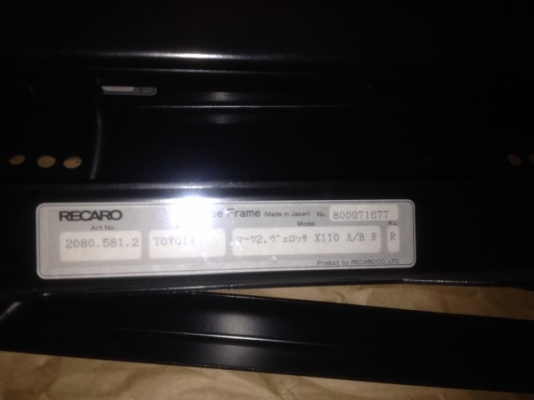 RECARO Frame (Made in Japan) No. 800971677
Art No. Model R/L
2080.581.2 TOYOTA マーク2,ヴェロッサ X110 A/B R R
Product by RECARO CO.,LTD.